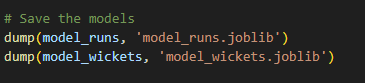 # Save the models
dump(model_runs, 'model_runs.joblib')
dump(model_wickets, 'model_wickets.joblib')